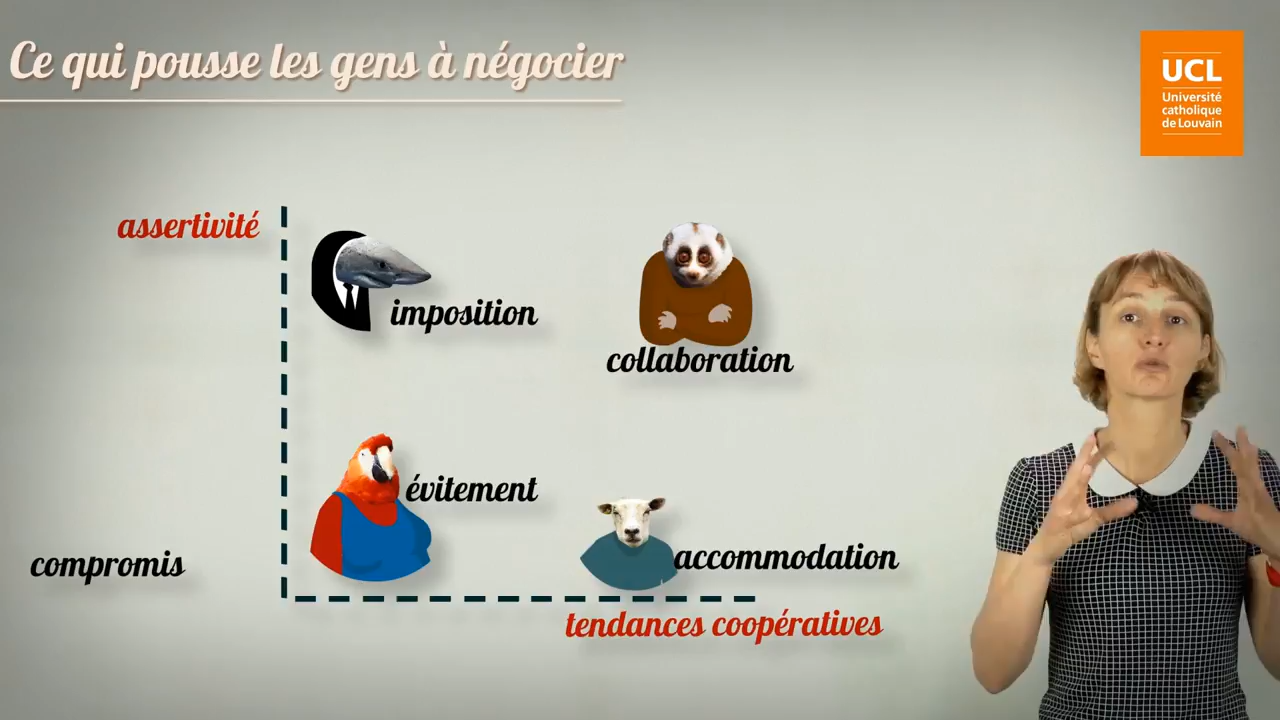 Ce qui pousse les gens à négocier
UCL
Université
catholique
de Louvain
assertivité
imposition
collaboration
évitement
compromis
accommodation
tendances coopératives